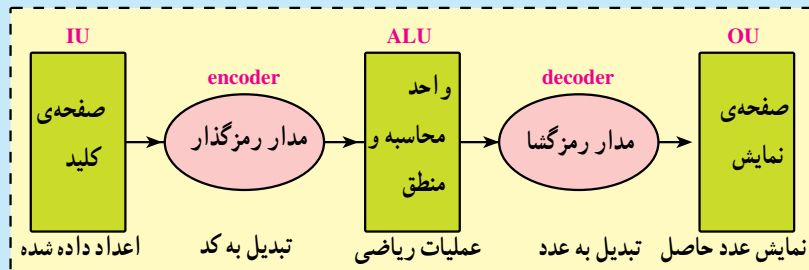 IU
صفحه‌ی
کلید
اعداد داده شده
encoder
مدار رمزگذار
تبدیل به کد
ALU
واحد
محاسبه و
منطق
عملیات ریاضی
decoder
مدار رمزگشا
تبدیل به عدد
OU
صفحه‌ی
نمایش
نمایش عدد حاصل